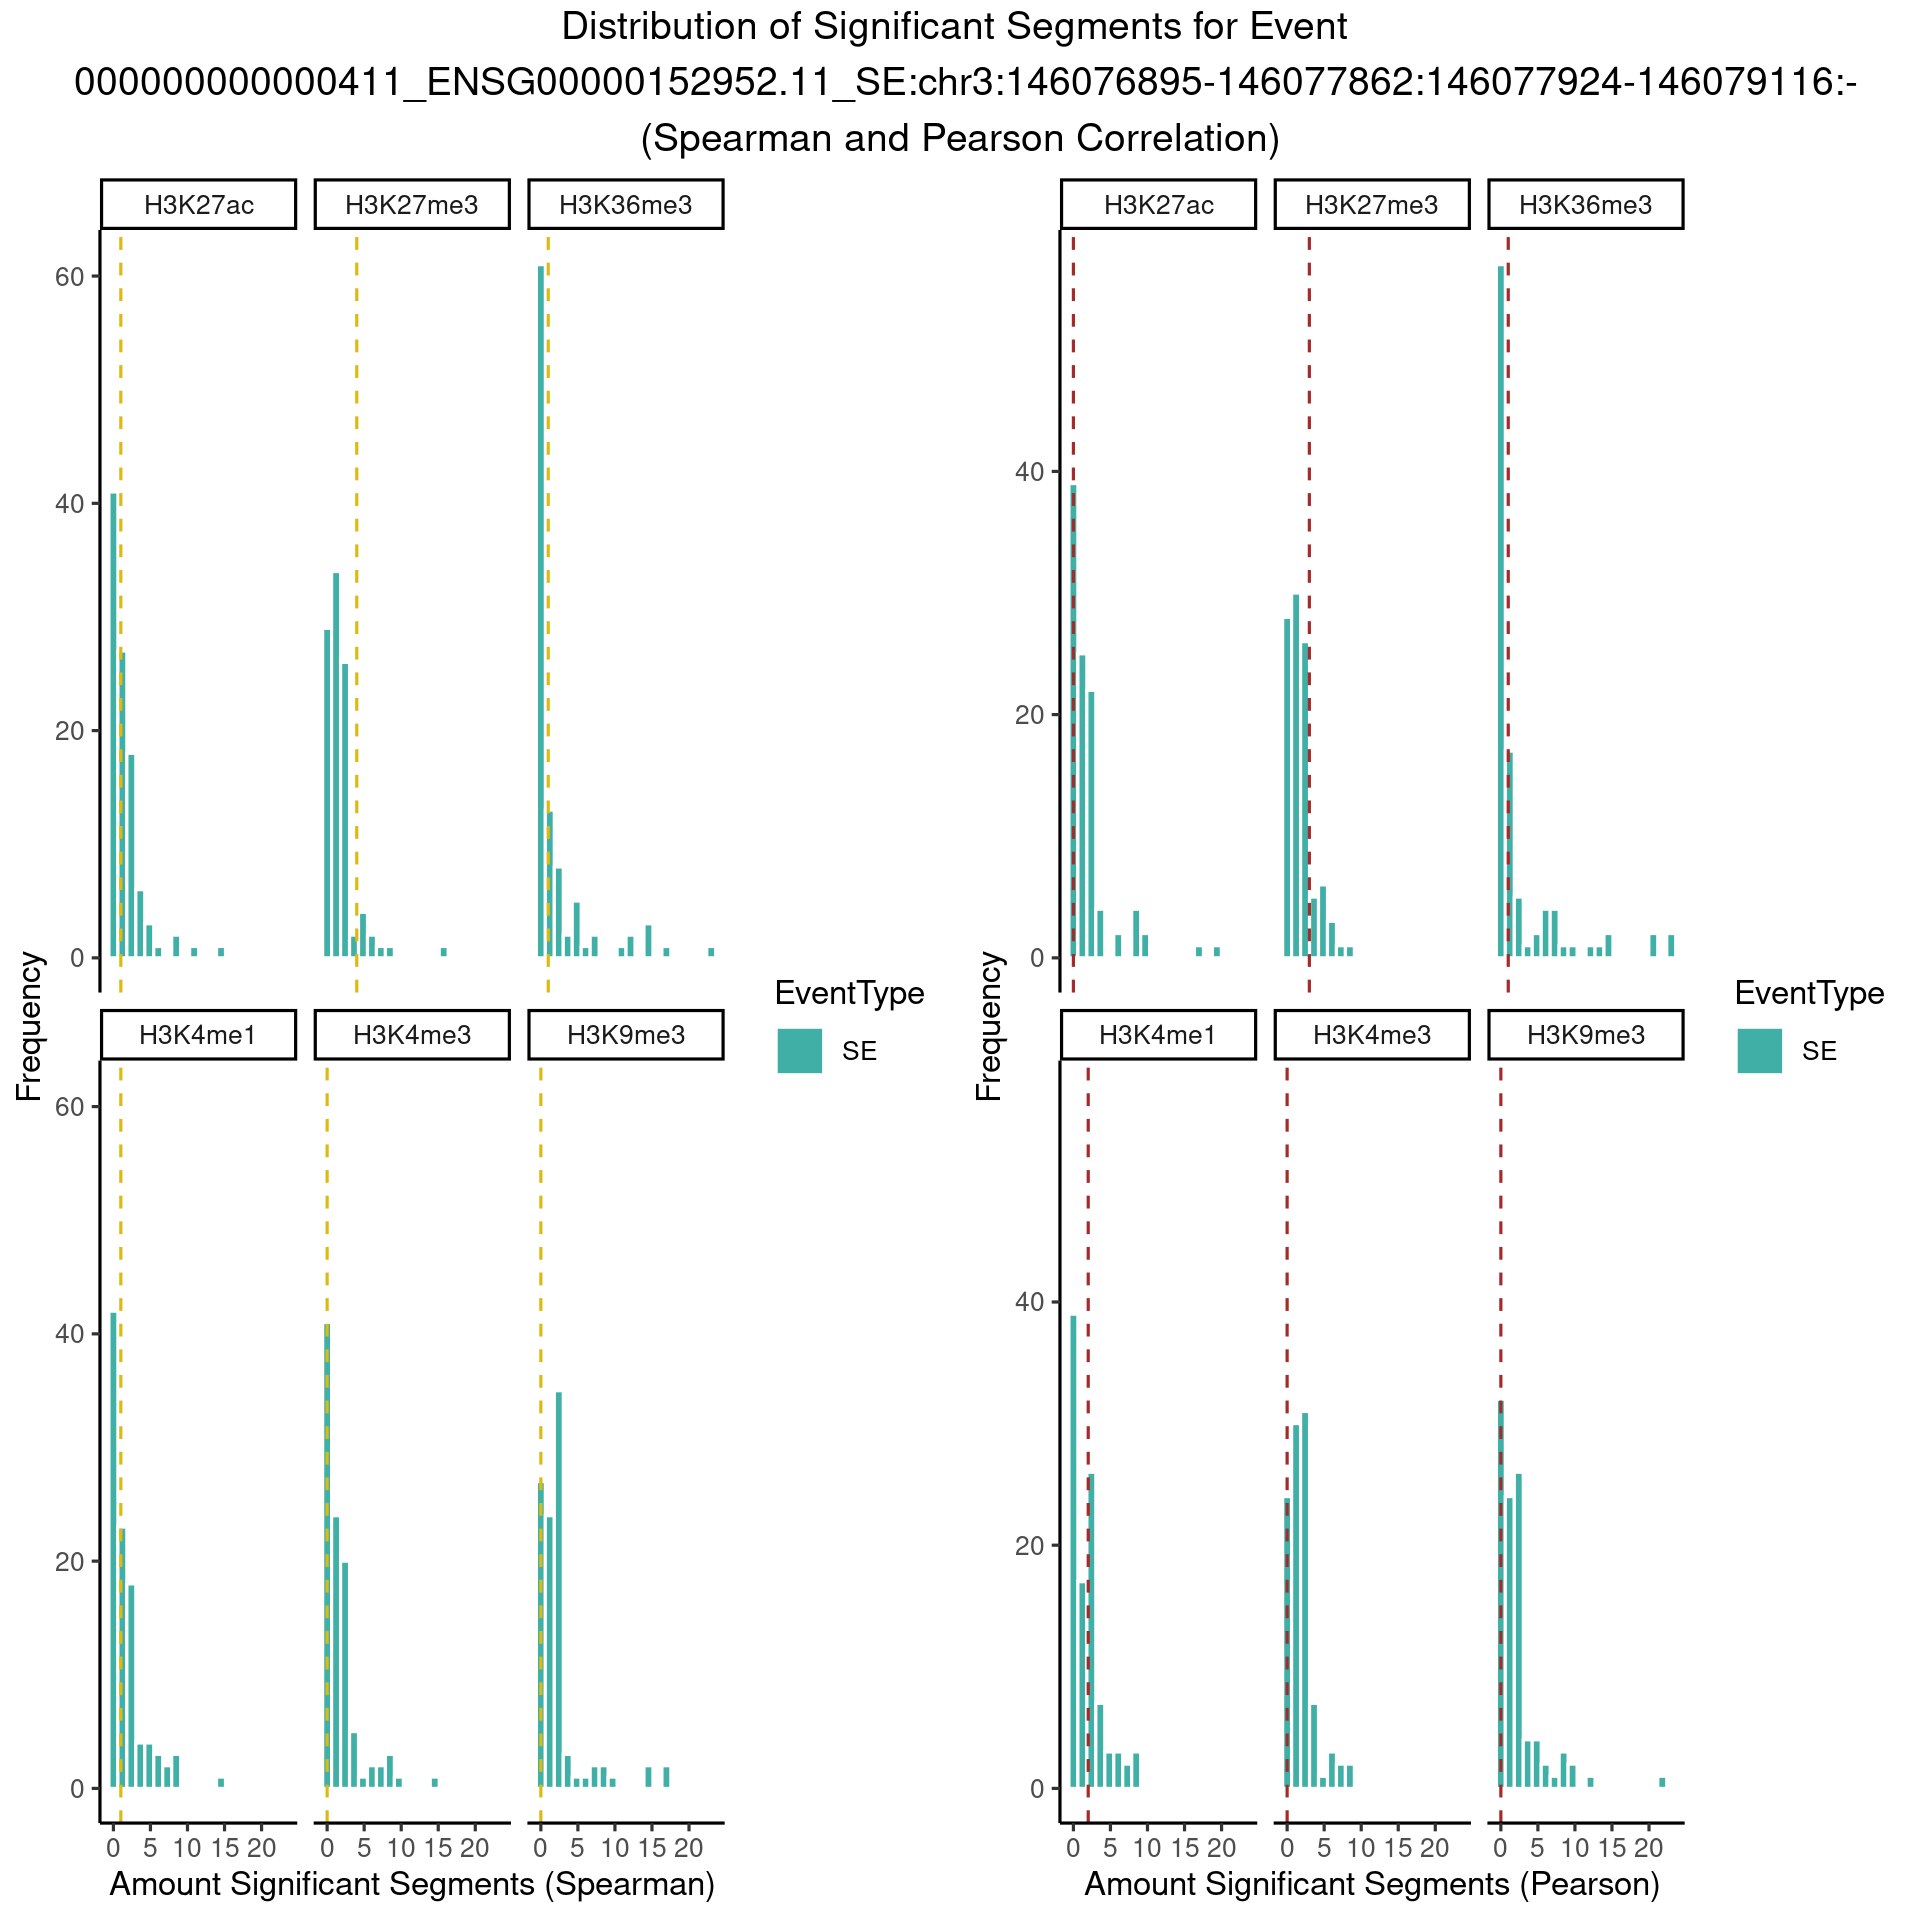 Distribution of Significant Segments for Event
000000000000411_ENSG00000152952.11_SE:chr3:146076895-146077862:146077924-146079116:-
(Spearman and Pearson Correlation)
H3K27ac H3K27me3 H3K36me3
60
40
20
0
H3K4me1 H3K4me3 H3K9me3
60
40
20
0
0 5 10 15 20 0 5 10 15 20 0 5 10 15 20
Amount Significant Segments (Spearman)
Frequency
EventType
SE
H3K27ac H3K27me3 H3K36me3
40
20
0
H3K4me1 H3K4me3 H3K9me3
40
20
0
0 5 10 15 20 0 5 10 15 20 0 5 10 15 20
Amount Significant Segments (Pearson)
Frequency
EventType
SE